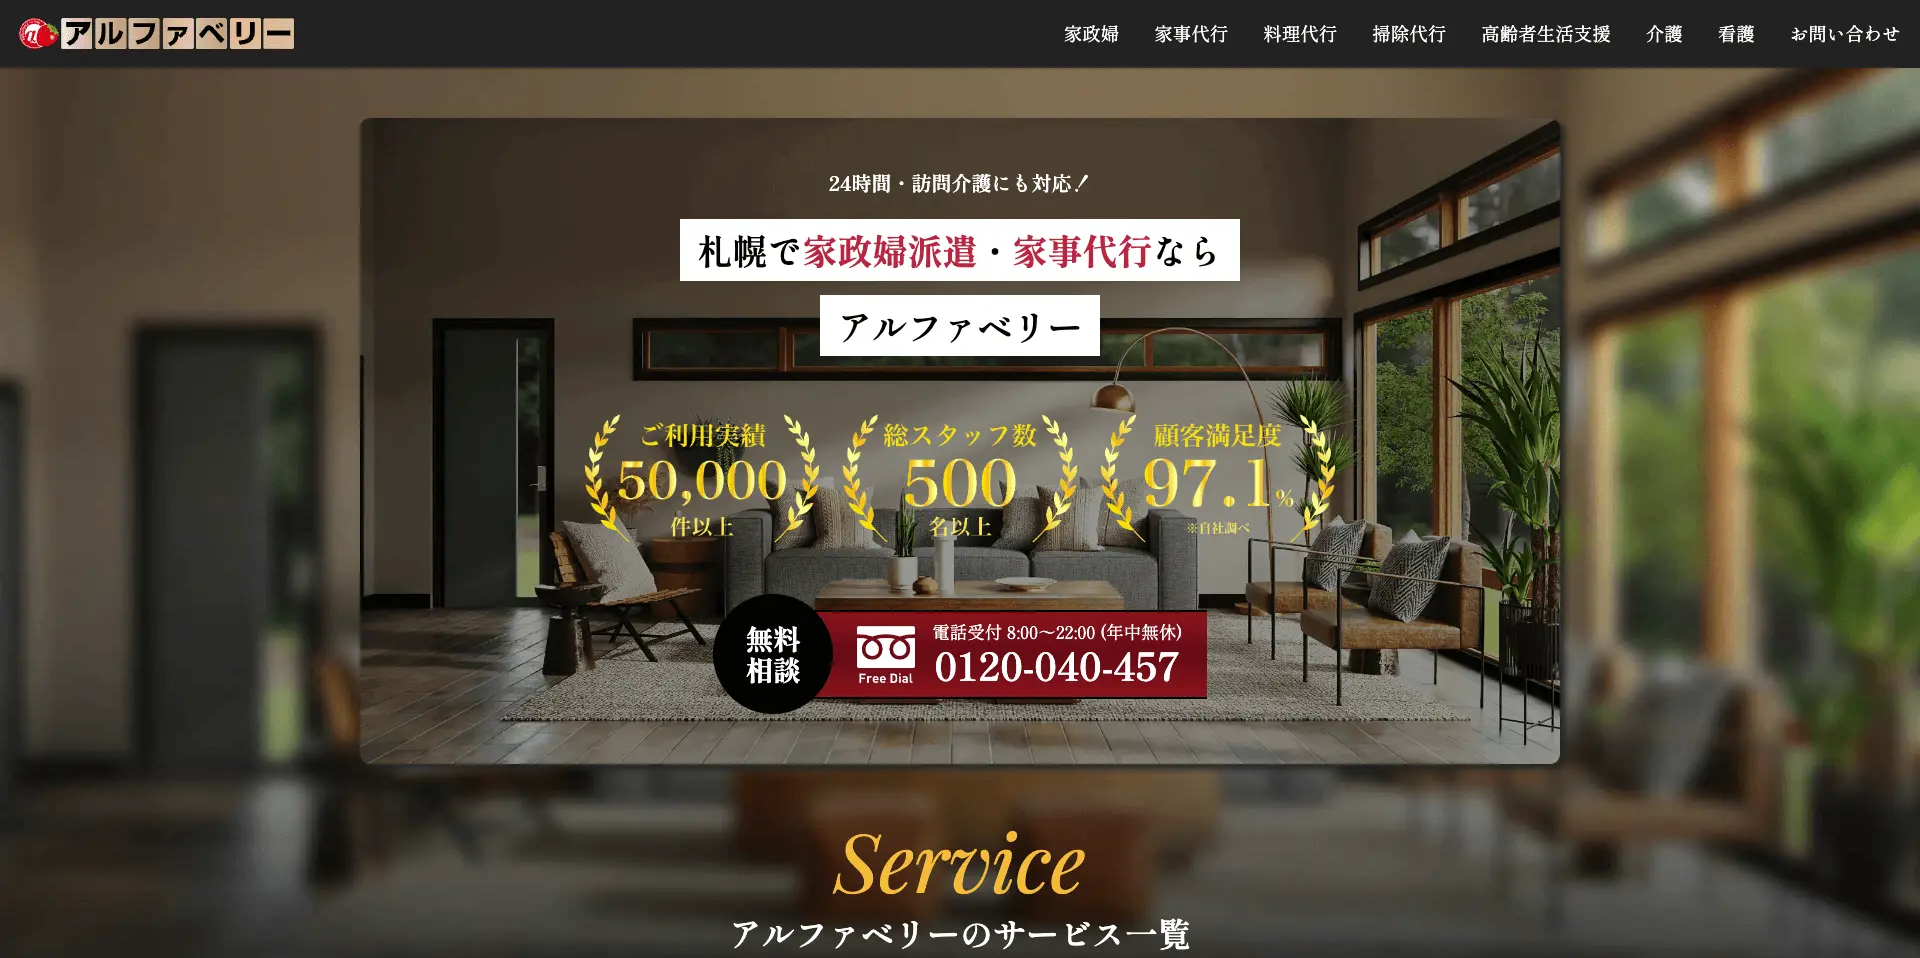 アルファベリー
家政婦 家事代行 料理代行 掃除代行 高齢者生活支援 介護 看護 お問い合わせ
24時間・訪問介護にも対応！
札幌で家政婦派遣・家事代行なら
アルファベリー
ご利用実績
50,000
件以上
総スタッフ数
500
名以上
顧客満足度
97.1%
※自社調べ
無料
相談
Free Dial
電話受付 8:00〜22:00 (年中無休)
0120-040-457
Service
アルファベリーのサービス一覧